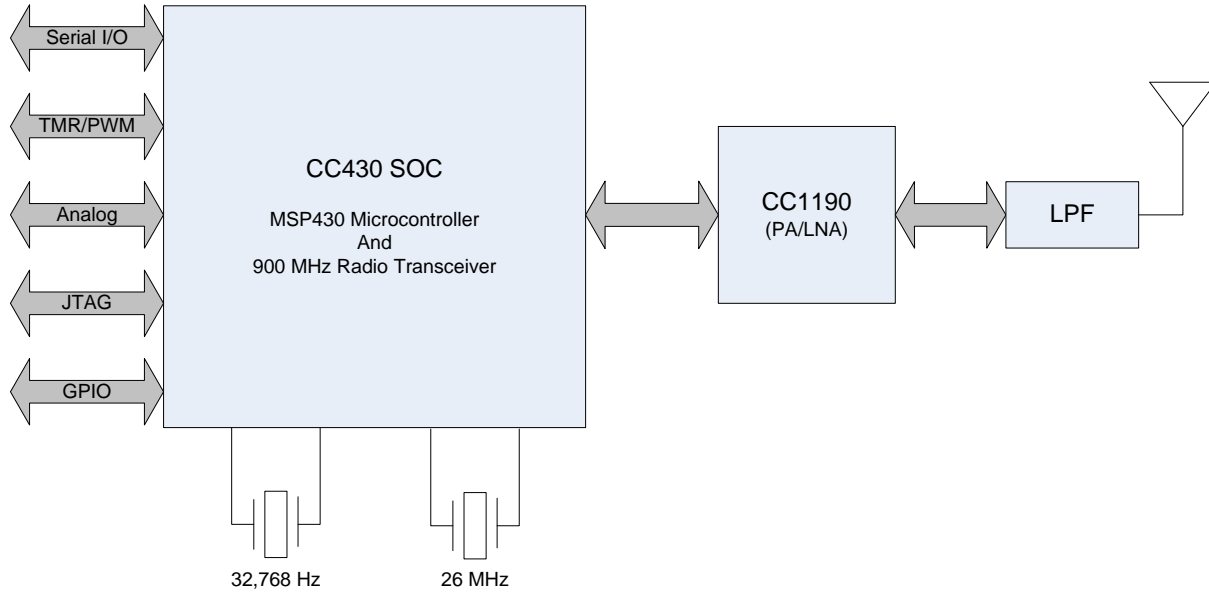 Serial I/O
TMR/PWM
Analog
JTAG
GPIO
CC430 SOC
MSP430 Microcontroller
And
900 MHz Radio Transceiver
CC1190
(PA/LNA)
LPF
32,768 Hz
26 MHz